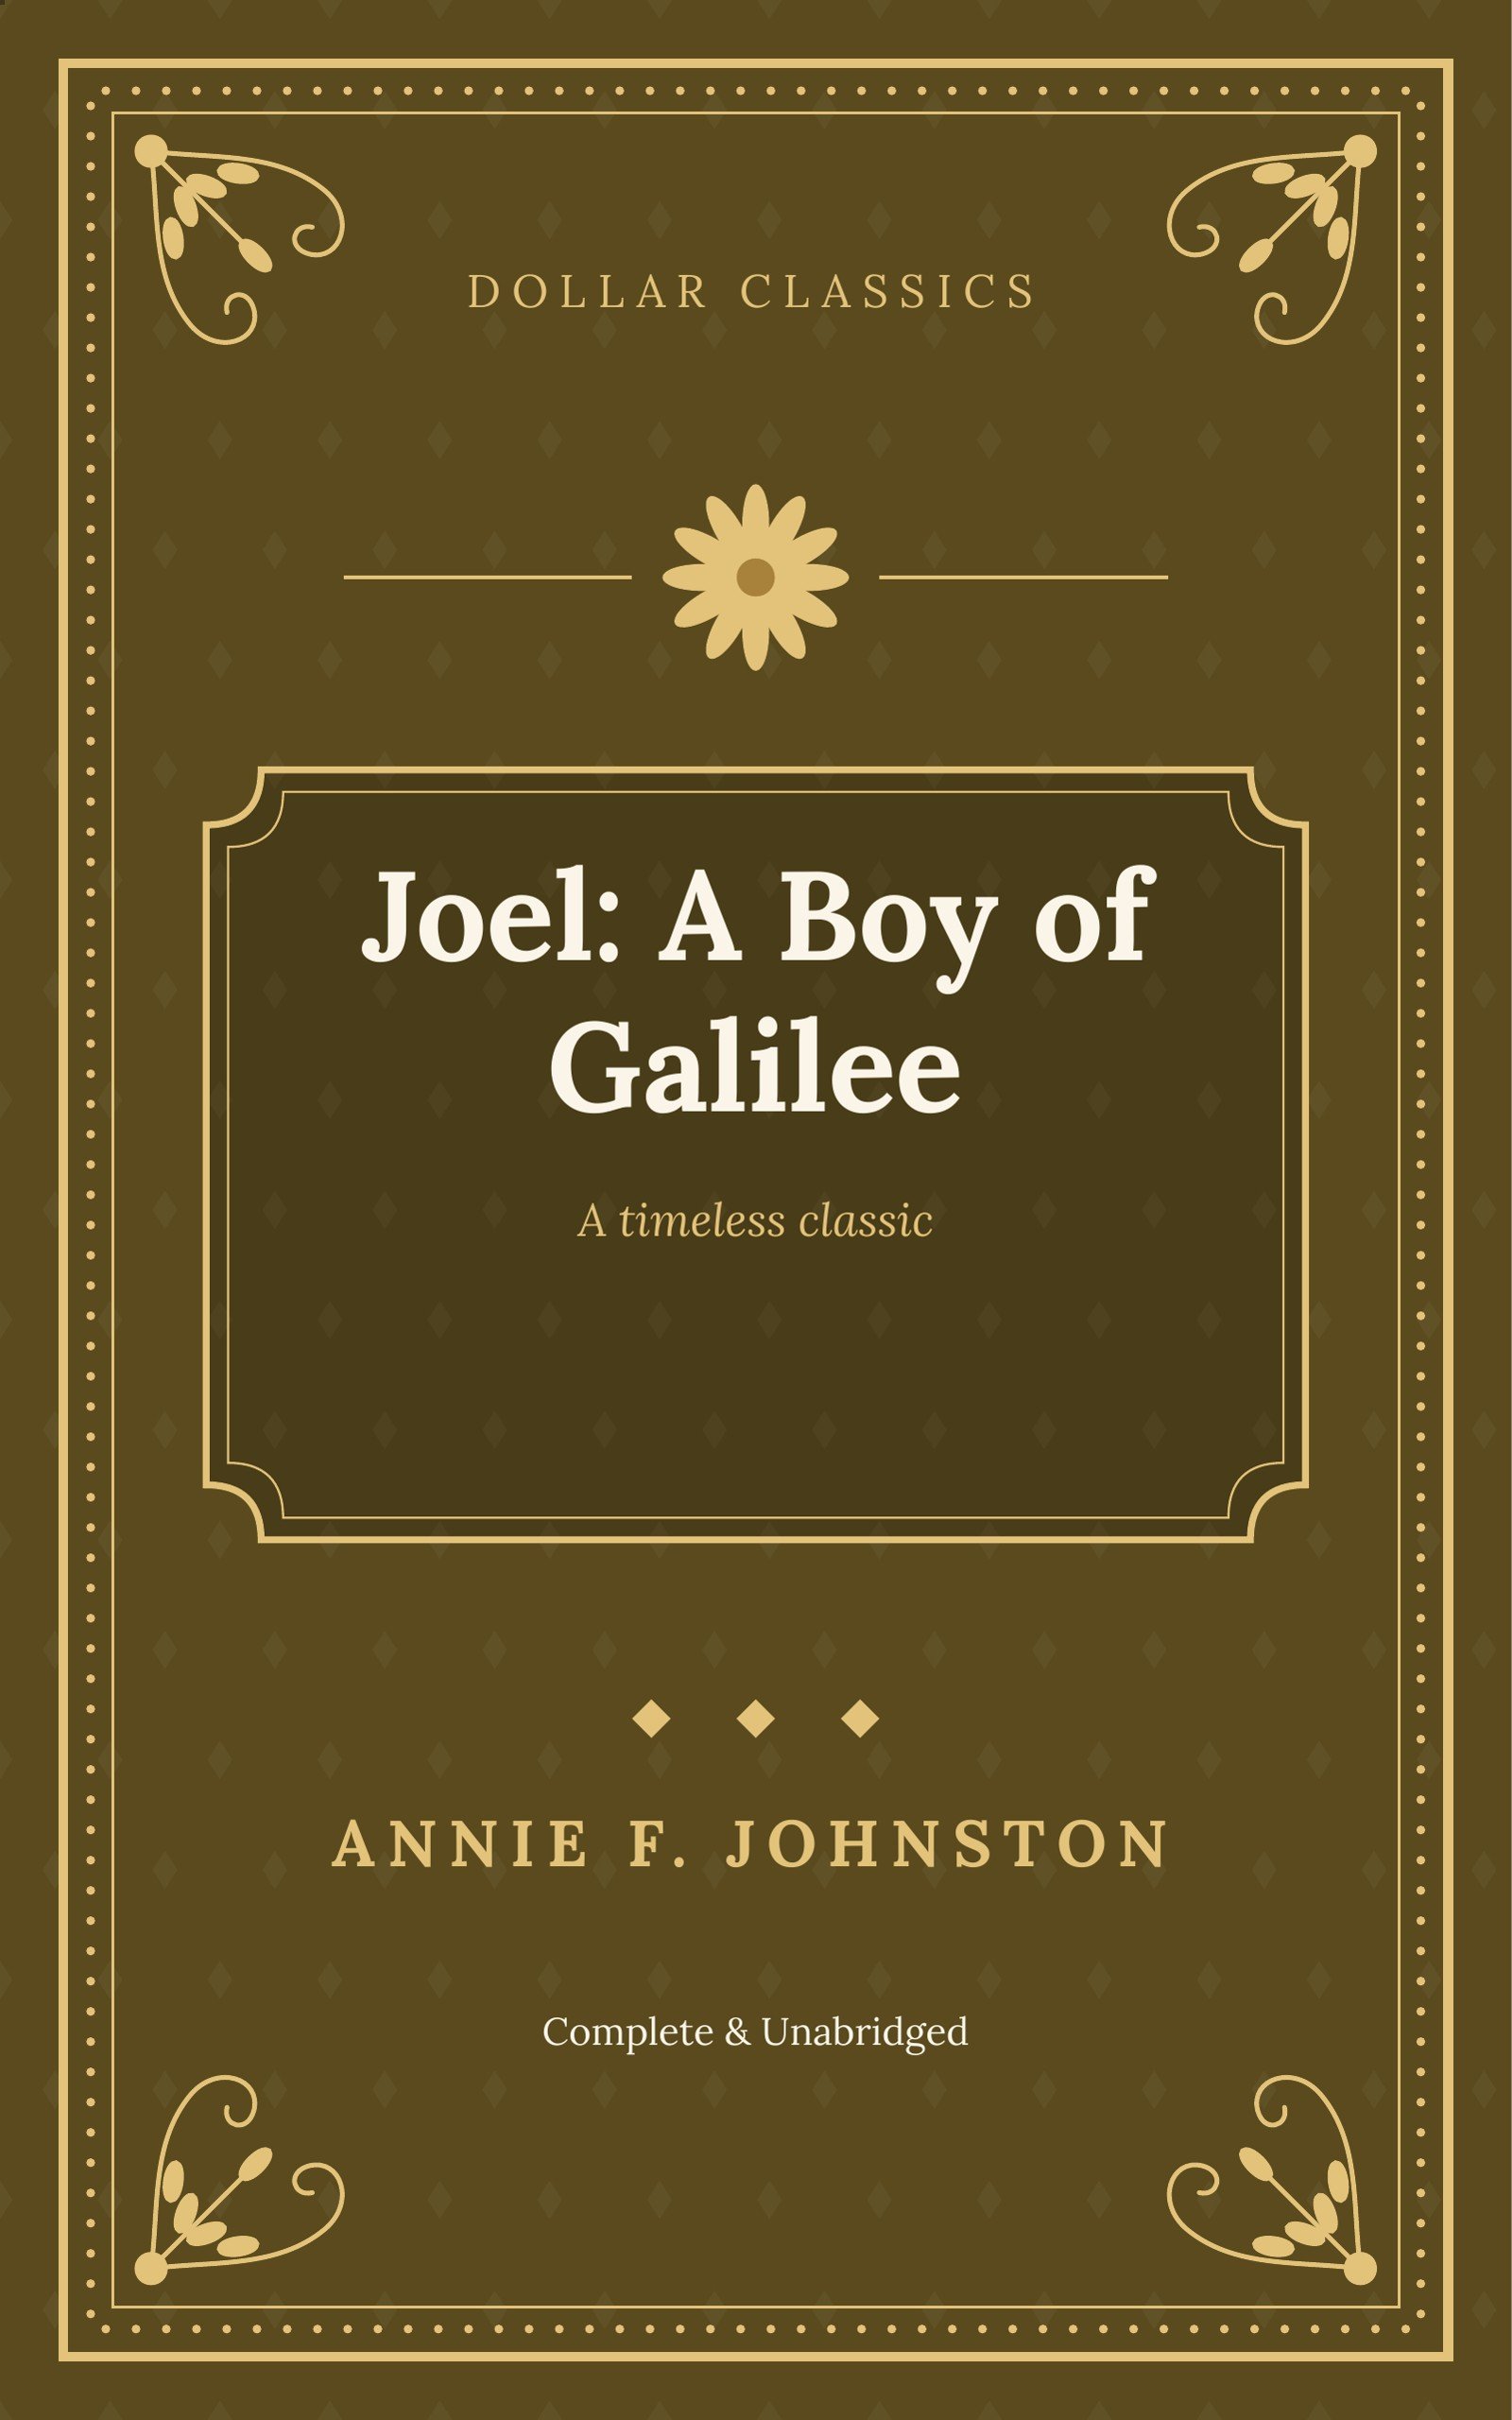 DOLLAR CLASSICS
Joel: A Boy of
Galilee
A timeless classic
ANNIE F. JOHNSTON
Complete & Unabridged